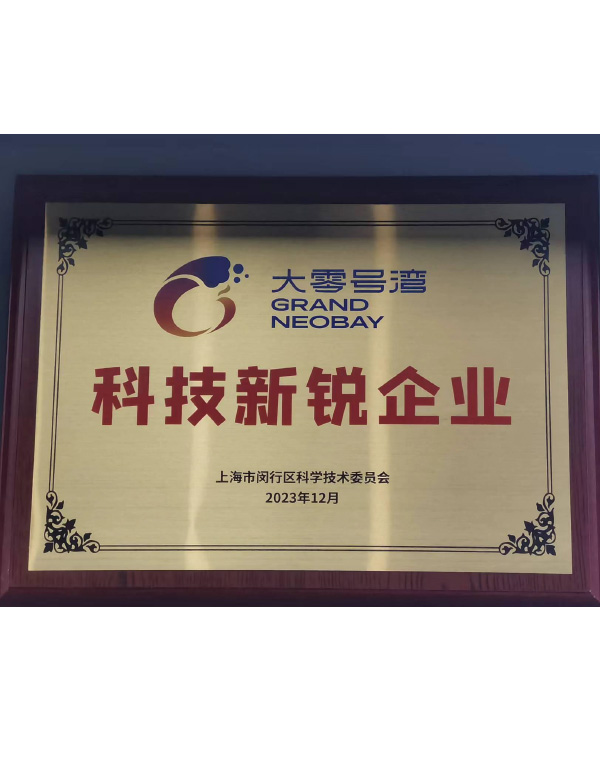 大零号湾
GRAND
NEOBAY
科技新锐企业
上海市闵行区科学技术委员会
2023年12月